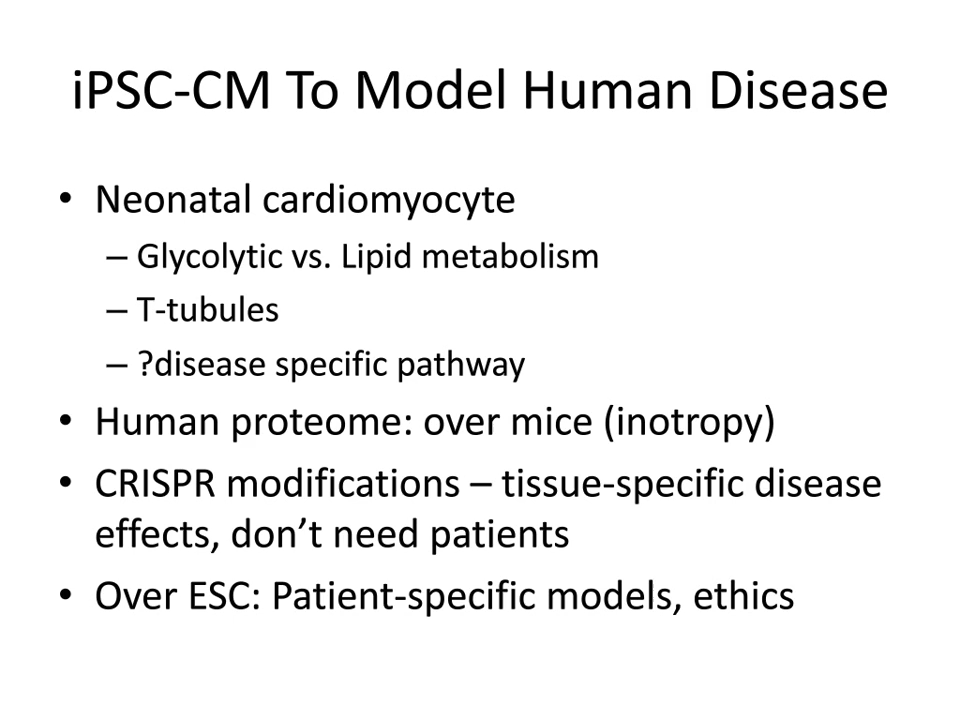 iPSC-CM To Model Human Disease
• Neonatal cardiomyocyte
– Glycolytic vs. Lipid metabolism
– T-tubules
– ?disease specific pathway
• Human proteome: over mice (inotropy)
• CRISPR modifications – tissue-specific disease
effects, don’t need patients
• Over ESC: Patient-specific models, ethics